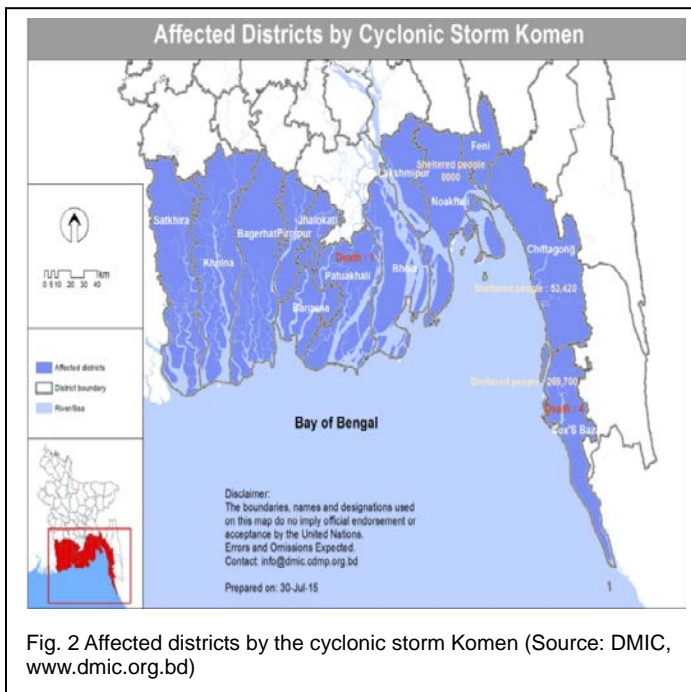 Affected Districts by Cyclonic Storm Komen
Feni
Lakshmipur
Sheltered people
8000
Noakhali
Satkhira
Khulna
Bagerhat
Pirojpur
Jhalokati
Death : 1
Patuakhali
Bhola
Barguna
Chittagong
Sheltered people : 53,420
Sheltered people : 269,700
Death : 4
Cox'S Baza
km
0 5 10 20 30 40
Affected districts
District boundary
River/Sea
Bay of Bengal
Disclaimer:
The boundaries, names and designations used
on this map do no imply official endorsement or
acceptance by the United Nations.
Errors and Omissions Expected.
Contact: info@dmic.cdmp.org.bd
Prepared on: 30-Jul-15
Fig. 2 Affected districts by the cyclonic storm Komen (Source: DMIC,
www.dmic.org.bd)